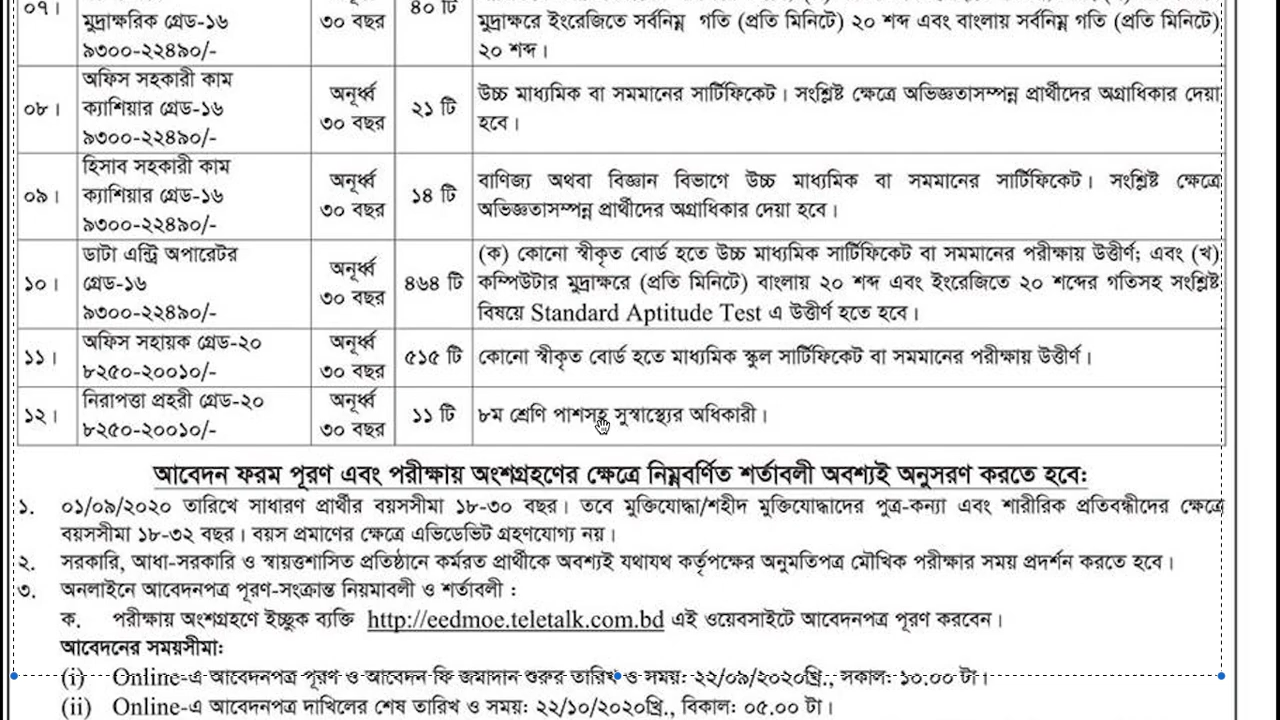 ০৭।
মুদ্রাক্ষরিক গ্রেড-১৬
৯৩০০-২২৪৯০/-
অনূর্ধ্ব
৩০ বছর
৪০ টি
মুদ্রাক্ষরে ইংরেজিতে সর্বনিম্ন গতি (প্রতি মিনিটে) ২০ শব্দ এবং বাংলায় সর্বনিম্ন গতি (প্রতি মিনিটে)
২০ শব্দ।
০৮।
অফিস সহকারী কাম
ক্যাশিয়ার গ্রেড-১৬
৯৩০০-২২৪৯০/-
অনূর্ধ্ব
৩০ বছর
২১ টি
উচ্চ মাধ্যমিক বা সমমানের সার্টিফিকেট। সংশ্লিষ্ট ক্ষেত্রে অভিজ্ঞতাসম্পন্ন প্রার্থীদের অগ্রাধিকার দেয়া
হবে।
০৯।
হিসাব সহকারী কাম
ক্যাশিয়ার গ্রেড-১৬
৯৩০০-২২৪৯০/-
অনূর্ধ্ব
৩০ বছর
১৪ টি
বাণিজ্য অথবা বিজ্ঞান বিভাগে উচ্চ মাধ্যমিক বা সমমানের সার্টিফিকেট। সংশ্লিষ্ট ক্ষেত্রে
অভিজ্ঞতাসম্পন্ন প্রার্থীদের অগ্রাধিকার দেয়া হবে।
১০।
ডাটা এন্ট্রি অপারেটর
গ্রেড-১৬
৯৩০০-২২৪৯০/-
অনূর্ধ্ব
৩০ বছর
৪৬৪ টি
(ক) কোনো স্বীকৃত বোর্ড হতে উচ্চ মাধ্যমিক সার্টিফিকেট বা সমমানের পরীক্ষায় উত্তীর্ণ; এবং (খ)
কম্পিউটার মুদ্রাক্ষরে (প্রতি মিনিটে) বাংলায় ২০ শব্দ এবং ইংরেজিতে ২০ শব্দের গতিসহ সংশ্লিষ্ট
বিষয়ে Standard Aptitude Test এ উত্তীর্ণ হতে হবে।
১১।
অফিস সহায়ক গ্রেড-২০
৮২৫০-২০০১০/-
অনূর্ধ্ব
৩০ বছর
৫১৫ টি
কোনো স্বীকৃত বোর্ড হতে মাধ্যমিক স্কুল সার্টিফিকেট বা সমমানের পরীক্ষায় উত্তীর্ণ।
১২।
নিরাপত্তা প্রহরী গ্রেড-২০
৮২৫০-২০০১০/-
অনূর্ধ্ব
৩০ বছর
১১ টি
৮ম শ্রেণি পাশসহ সুস্বাস্থ্যের অধিকারী।
আবেদন ফরম পূরণ এবং পরীক্ষায় অংশগ্রহণের ক্ষেত্রে নিম্নবর্ণিত শর্তাবলী অবশ্যই অনুসরণ করতে হবে:
১. ০১/০৯/২০২০ তারিখে সাধারণ প্রার্থীর বয়সসীমা ১৮-৩০ বছর। তবে মুক্তিযোদ্ধা/শহীদ মুক্তিযোদ্ধাদের পুত্র-কন্যা এবং শারীরিক প্রতিবন্ধীদের ক্ষেত্রে
বয়সসীমা ১৮-৩২ বছর। বয়স প্রমাণের ক্ষেত্রে এভিডেভিট গ্রহণযোগ্য নয়।
২. সরকারি, আধা-সরকারি ও স্বায়ত্তশাসিত প্রতিষ্ঠানে কর্মরত প্রার্থীকে অবশ্যই যথাযথ কর্তৃপক্ষের অনুমতিপত্র মৌখিক পরীক্ষার সময় প্রদর্শন করতে হবে।
৩. অনলাইনে আবেদনপত্র পূরণ-সংক্রান্ত নিয়মাবলী ও শর্তাবলী :
ক. পরীক্ষায় অংশগ্রহণে ইচ্ছুক ব্যক্তি http://eedmoe.teletalk.com.bd এই ওয়েবসাইটে আবেদনপত্র পূরণ করবেন।
আবেদনের সময়সীমা:
(i) Online-এ আবেদনপত্র পূরণ ও আবেদন ফি জমাদান শুরুর তারিখ ও সময়: ২২/০৯/২০২০খ্রি., সকাল: ১০.০০ টা।
(ii) Online-এ আবেদনপত্র দাখিলের শেষ তারিখ ও সময়: ২২/১০/২০২০খ্রি., বিকাল: ০৫.০০ টা।